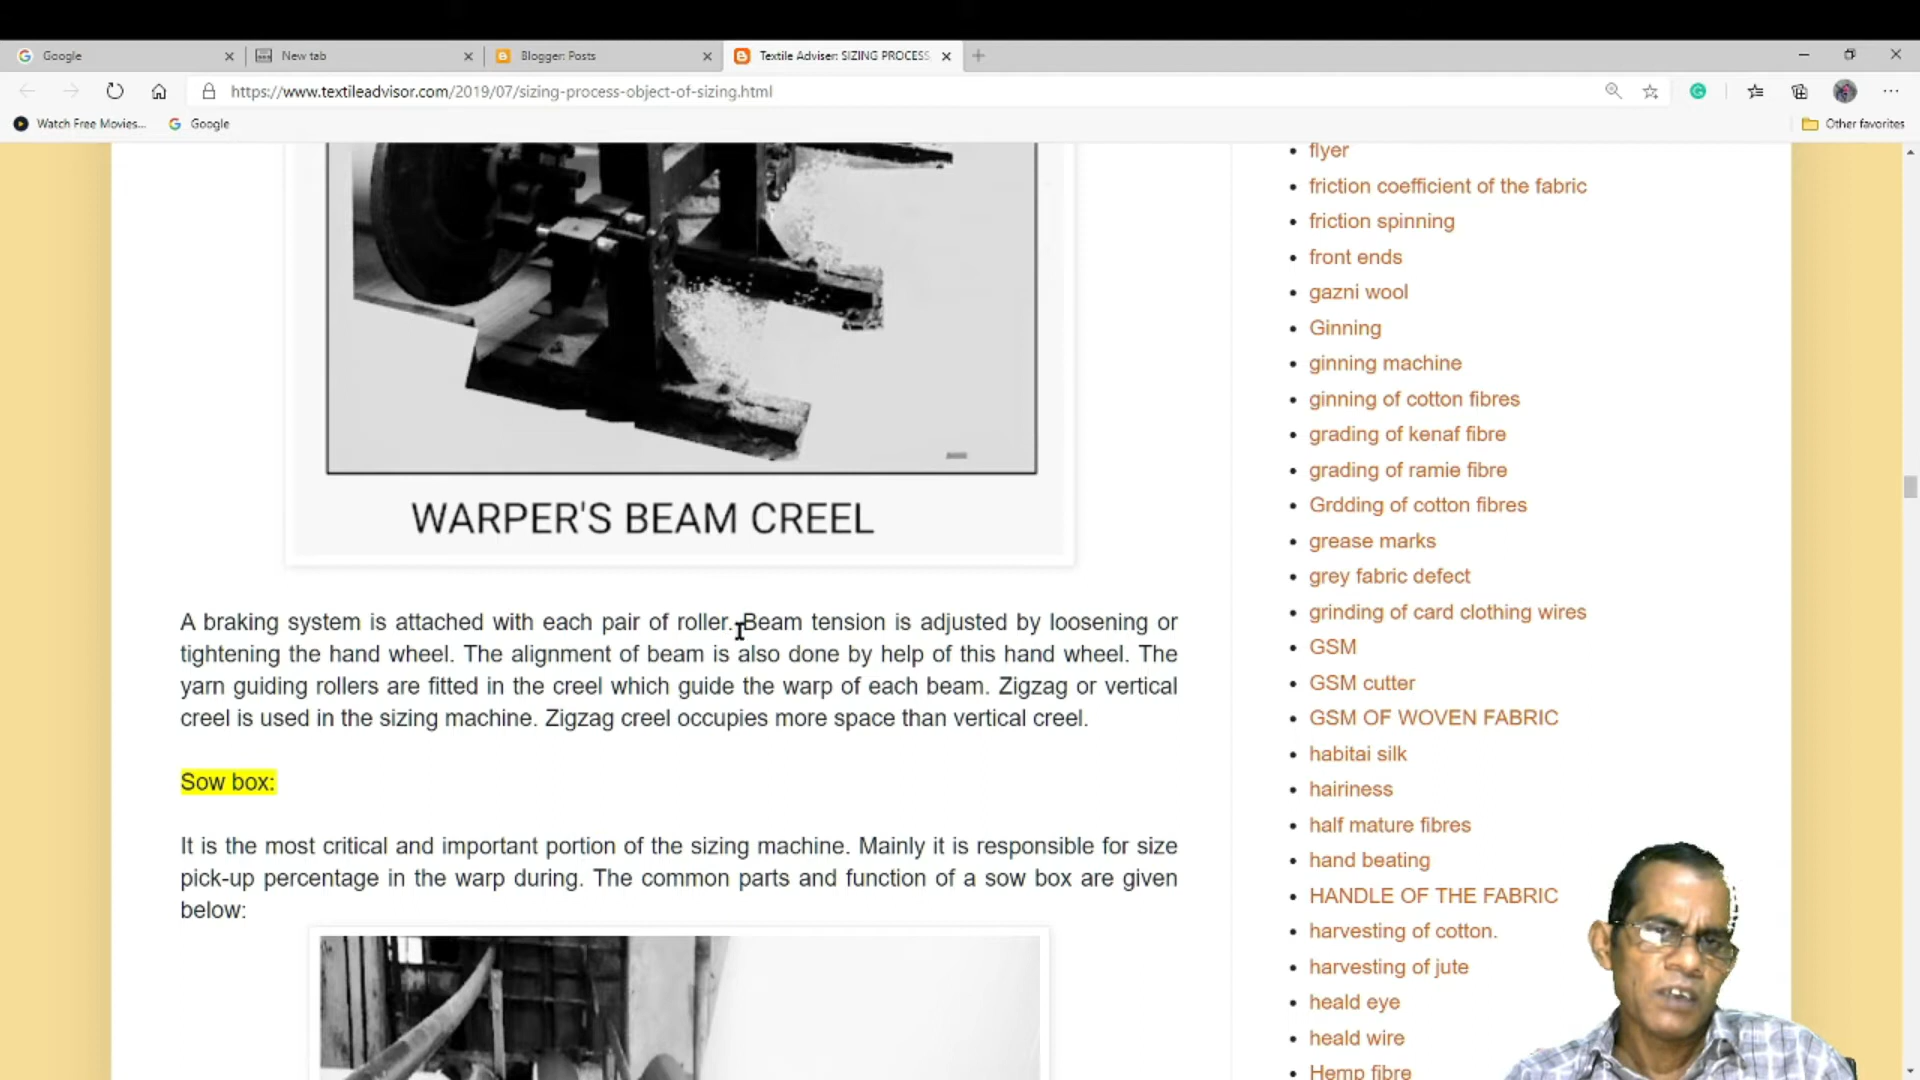 Google
New tab
Blogger: Posts
Textile Adviser: SIZING PROCESS,
https://www.textileadvisor.com/2019/07/sizing-process-object-of-sizing.html
Watch Free Movies...
Google
Other favorites
WARPER'S BEAM CREEL
A braking system is attached with each pair of roller. Beam tension is adjusted by loosening or
tightening the hand wheel. The alignment of beam is also done by help of this hand wheel. The
yarn guiding rollers are fitted in the creel which guide the warp of each beam. Zigzag or vertical
creel is used in the sizing machine. Zigzag creel occupies more space than vertical creel.
Sow box:
It is the most critical and important portion of the sizing machine. Mainly it is responsible for size
pick-up percentage in the warp during. The common parts and function of a sow box are given
below:
flyer
friction coefficient of the fabric
friction spinning
front ends
gazni wool
Ginning
ginning machine
ginning of cotton fibres
grading of kenaf fibre
grading of ramie fibre
Grdding of cotton fibres
grease marks
grey fabric defect
grinding of card clothing wires
GSM
GSM cutter
GSM OF WOVEN FABRIC
habitai silk
hairiness
half mature fibres
hand beating
HANDLE OF THE FABRIC
harvesting of cotton.
harvesting of jute
heald eye
heald wire
Hemp fibre